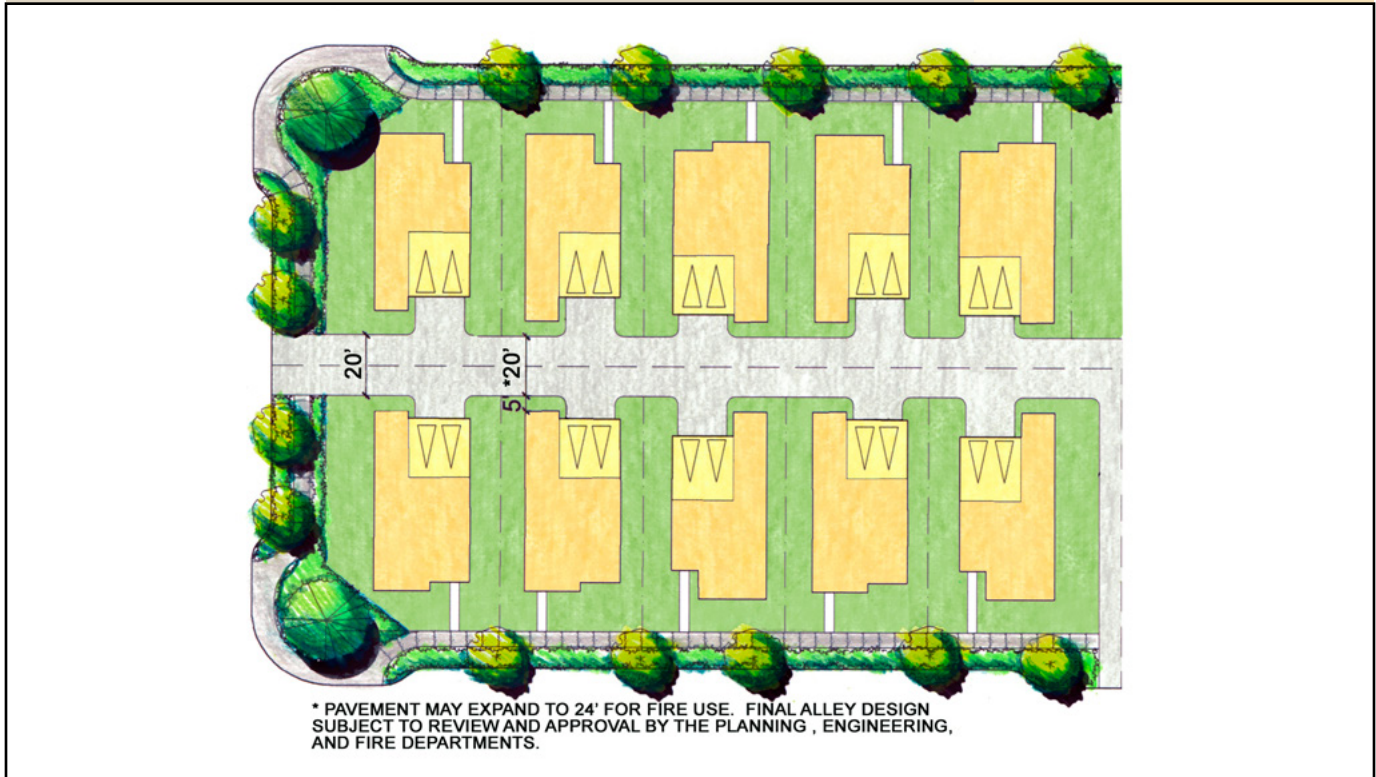 20'
5' *20'
* PAVEMENT MAY EXPAND TO 24' FOR FIRE USE. FINAL ALLEY DESIGN
SUBJECT TO REVIEW AND APPROVAL BY THE PLANNING , ENGINEERING,
AND FIRE DEPARTMENTS.